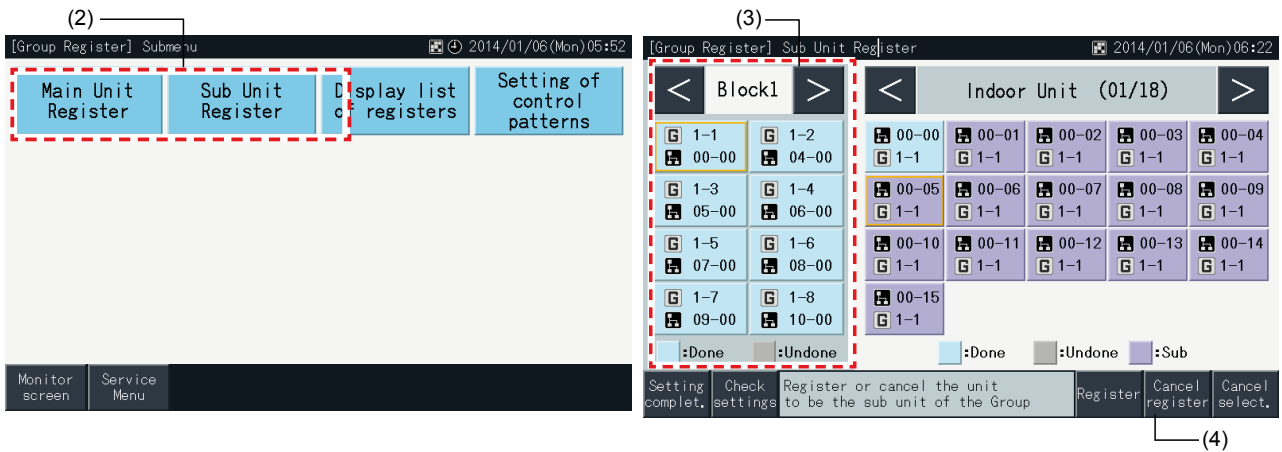 (2)
[Group Register] Submenu
2014/01/06(Mon)05:52
Main Unit
Register
Sub Unit
Register
Display list
of registers
Setting of
control
patterns
Monitor
screen
Service
Menu
(3)
[Group Register] Sub Unit Register
2014/01/06(Mon)06:22
< Block1 >
G 1-1
00-00
G 1-2
04-00
G 1-3
05-00
G 1-4
06-00
G 1-5
07-00
G 1-6
08-00
G 1-7
09-00
G 1-8
10-00
:Done :Undone
< Indoor Unit (01/18) >
00-00
G 1-1
00-01
G 1-1
00-02
G 1-1
00-03
G 1-1
00-04
G 1-1
00-05
G 1-1
00-06
G 1-1
00-07
G 1-1
00-08
G 1-1
00-09
G 1-1
00-10
G 1-1
00-11
G 1-1
00-12
G 1-1
00-13
G 1-1
00-14
G 1-1
00-15
G 1-1
:Done :Undone :Sub
Setting
complet.
Check
settings
Register or cancel the unit
to be the sub unit of the Group
Register
Cancel
register
Cancel
select.
(4)